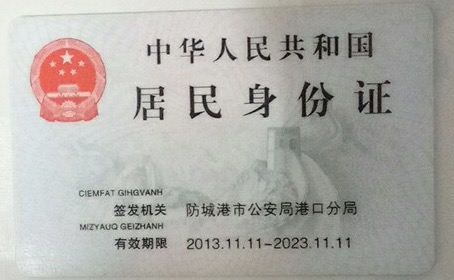 中华人民共和国
居民身份证
CIEMFAT GIHGVANH
签发机关 防城港市公安局港口分局
MIZYAUQ GEIZHANH
有效期限 2013.11.11-2023.11.11